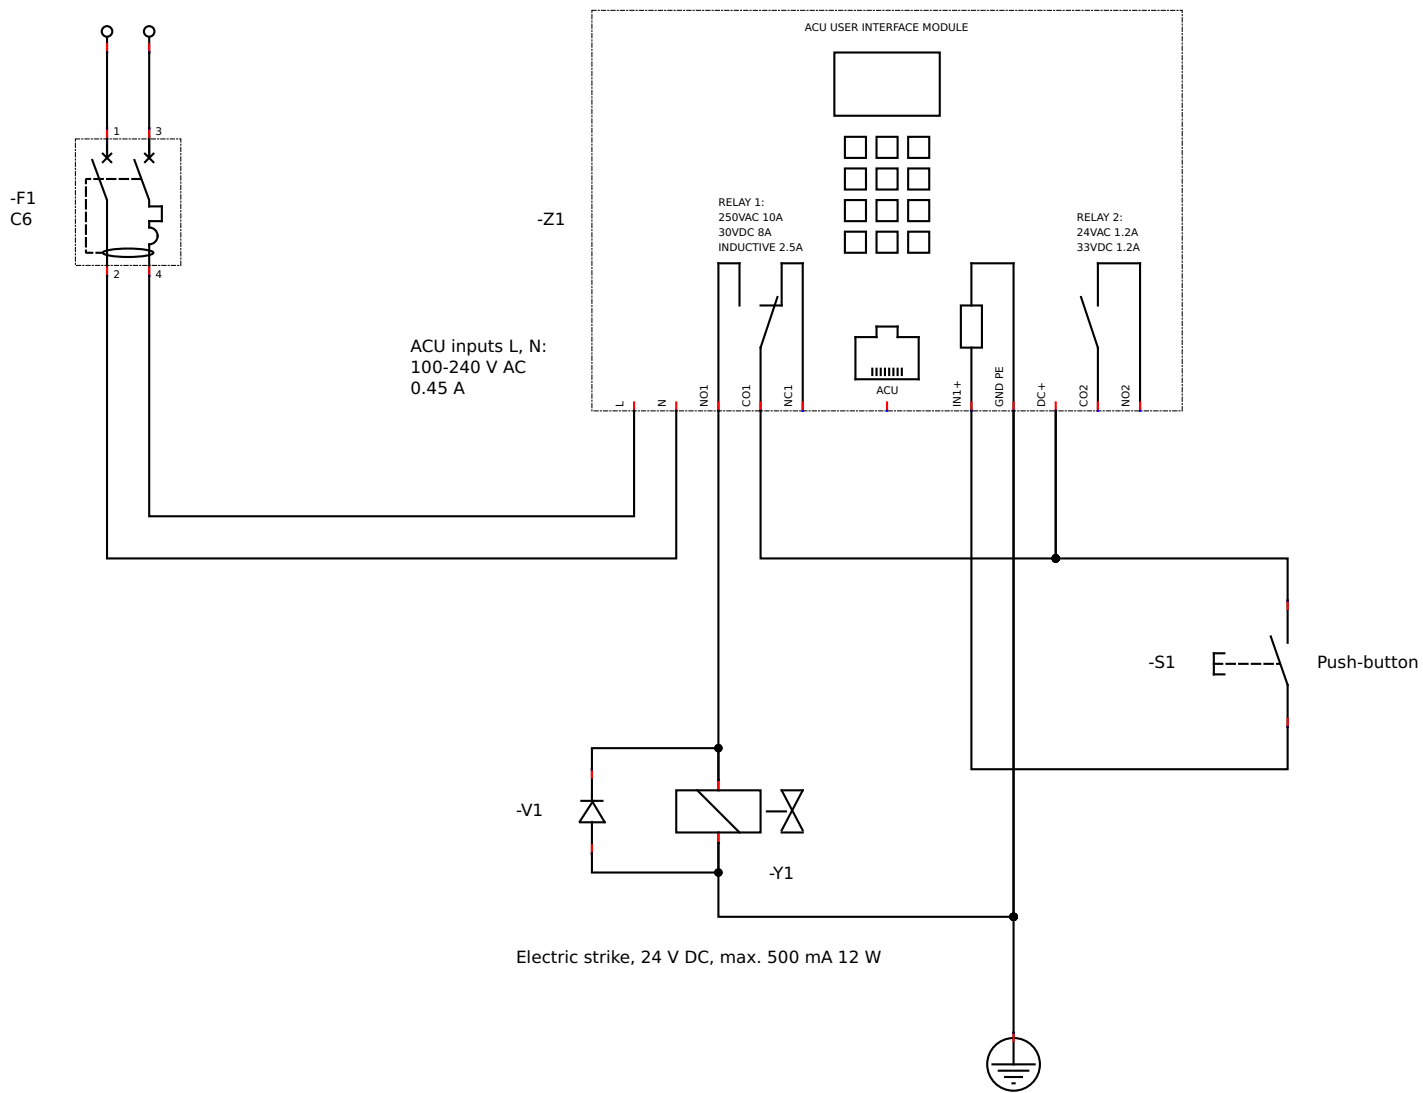 ACU USER INTERFACE MODULE
1
3
-F1
C6
2
4
-Z1
RELAY 1:
250VAC 10A
30VDC 8A
INDUCTIVE 2.5A
RELAY 2:
24VAC 1.2A
33VDC 1.2A
ACU inputs L, N:
100-240 V AC
0.45 A
ACU
L
N
NO1
CO1
NC1
IN1+
GND PE
DC+
CO2
NO2
-S1
Push-button
-V1
-Y1
Electric strike, 24 V DC, max. 500 mA 12 W